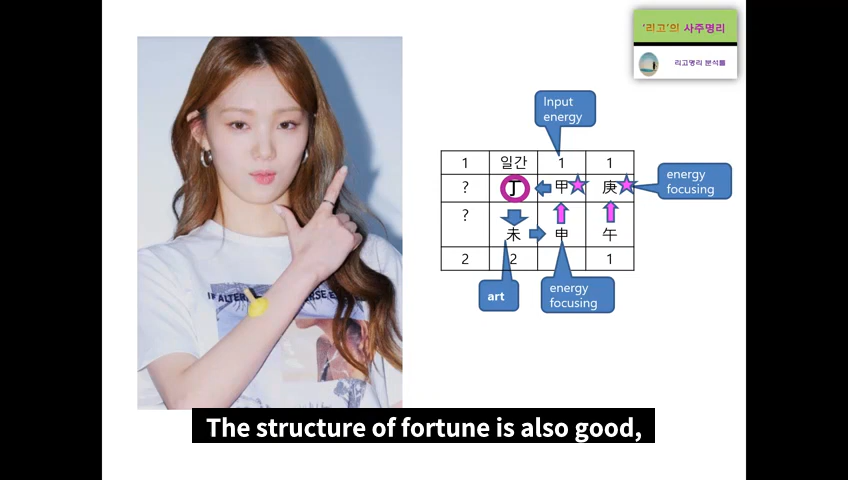 '리고'의 사주명리
리고명리 분석틀
Input
energy
1 일간 1 1
? 丁 甲 庚
energy
focusing
?
未 申 午
2 2 1
art
energy
focusing
The structure of fortune is also good,